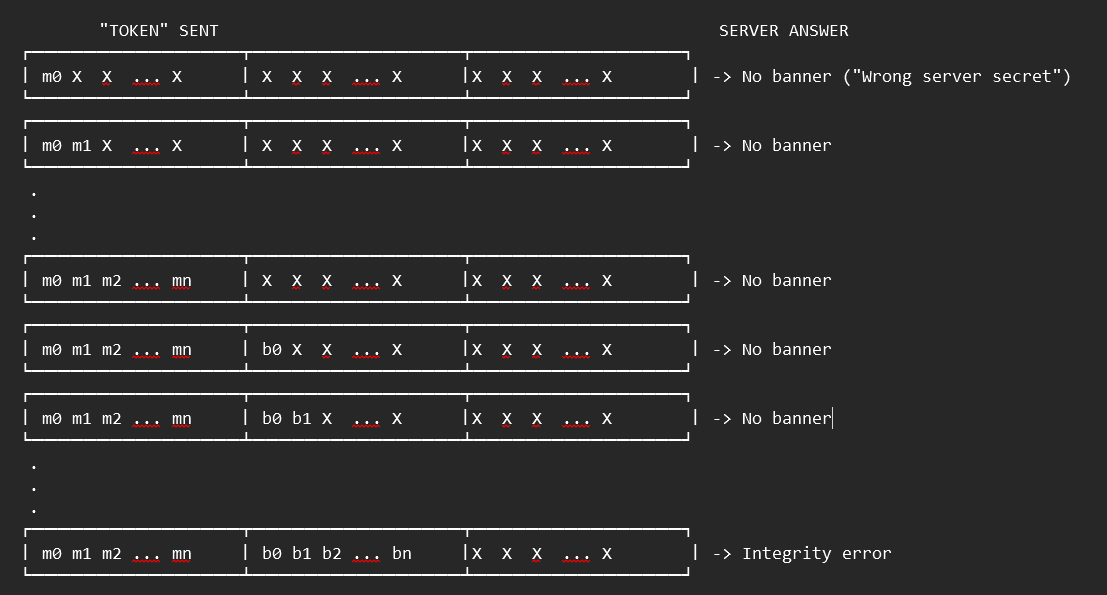 "TOKEN" SENT SERVER ANSWER
| m0 X X ... X | X X X ... X |X X X ... X | -> No banner ("Wrong server secret")
| m0 m1 X ... X | X X X ... X |X X X ... X | -> No banner
.
.
.
| m0 m1 m2 ... mn | X X X ... X |X X X ... X | -> No banner
| m0 m1 m2 ... mn | b0 X X ... X |X X X ... X | -> No banner
| m0 m1 m2 ... mn | b0 b1 X ... X |X X X ... X | -> No banner
.
.
.
| m0 m1 m2 ... mn | b0 b1 b2 ... bn |X X X ... X | -> Integrity error